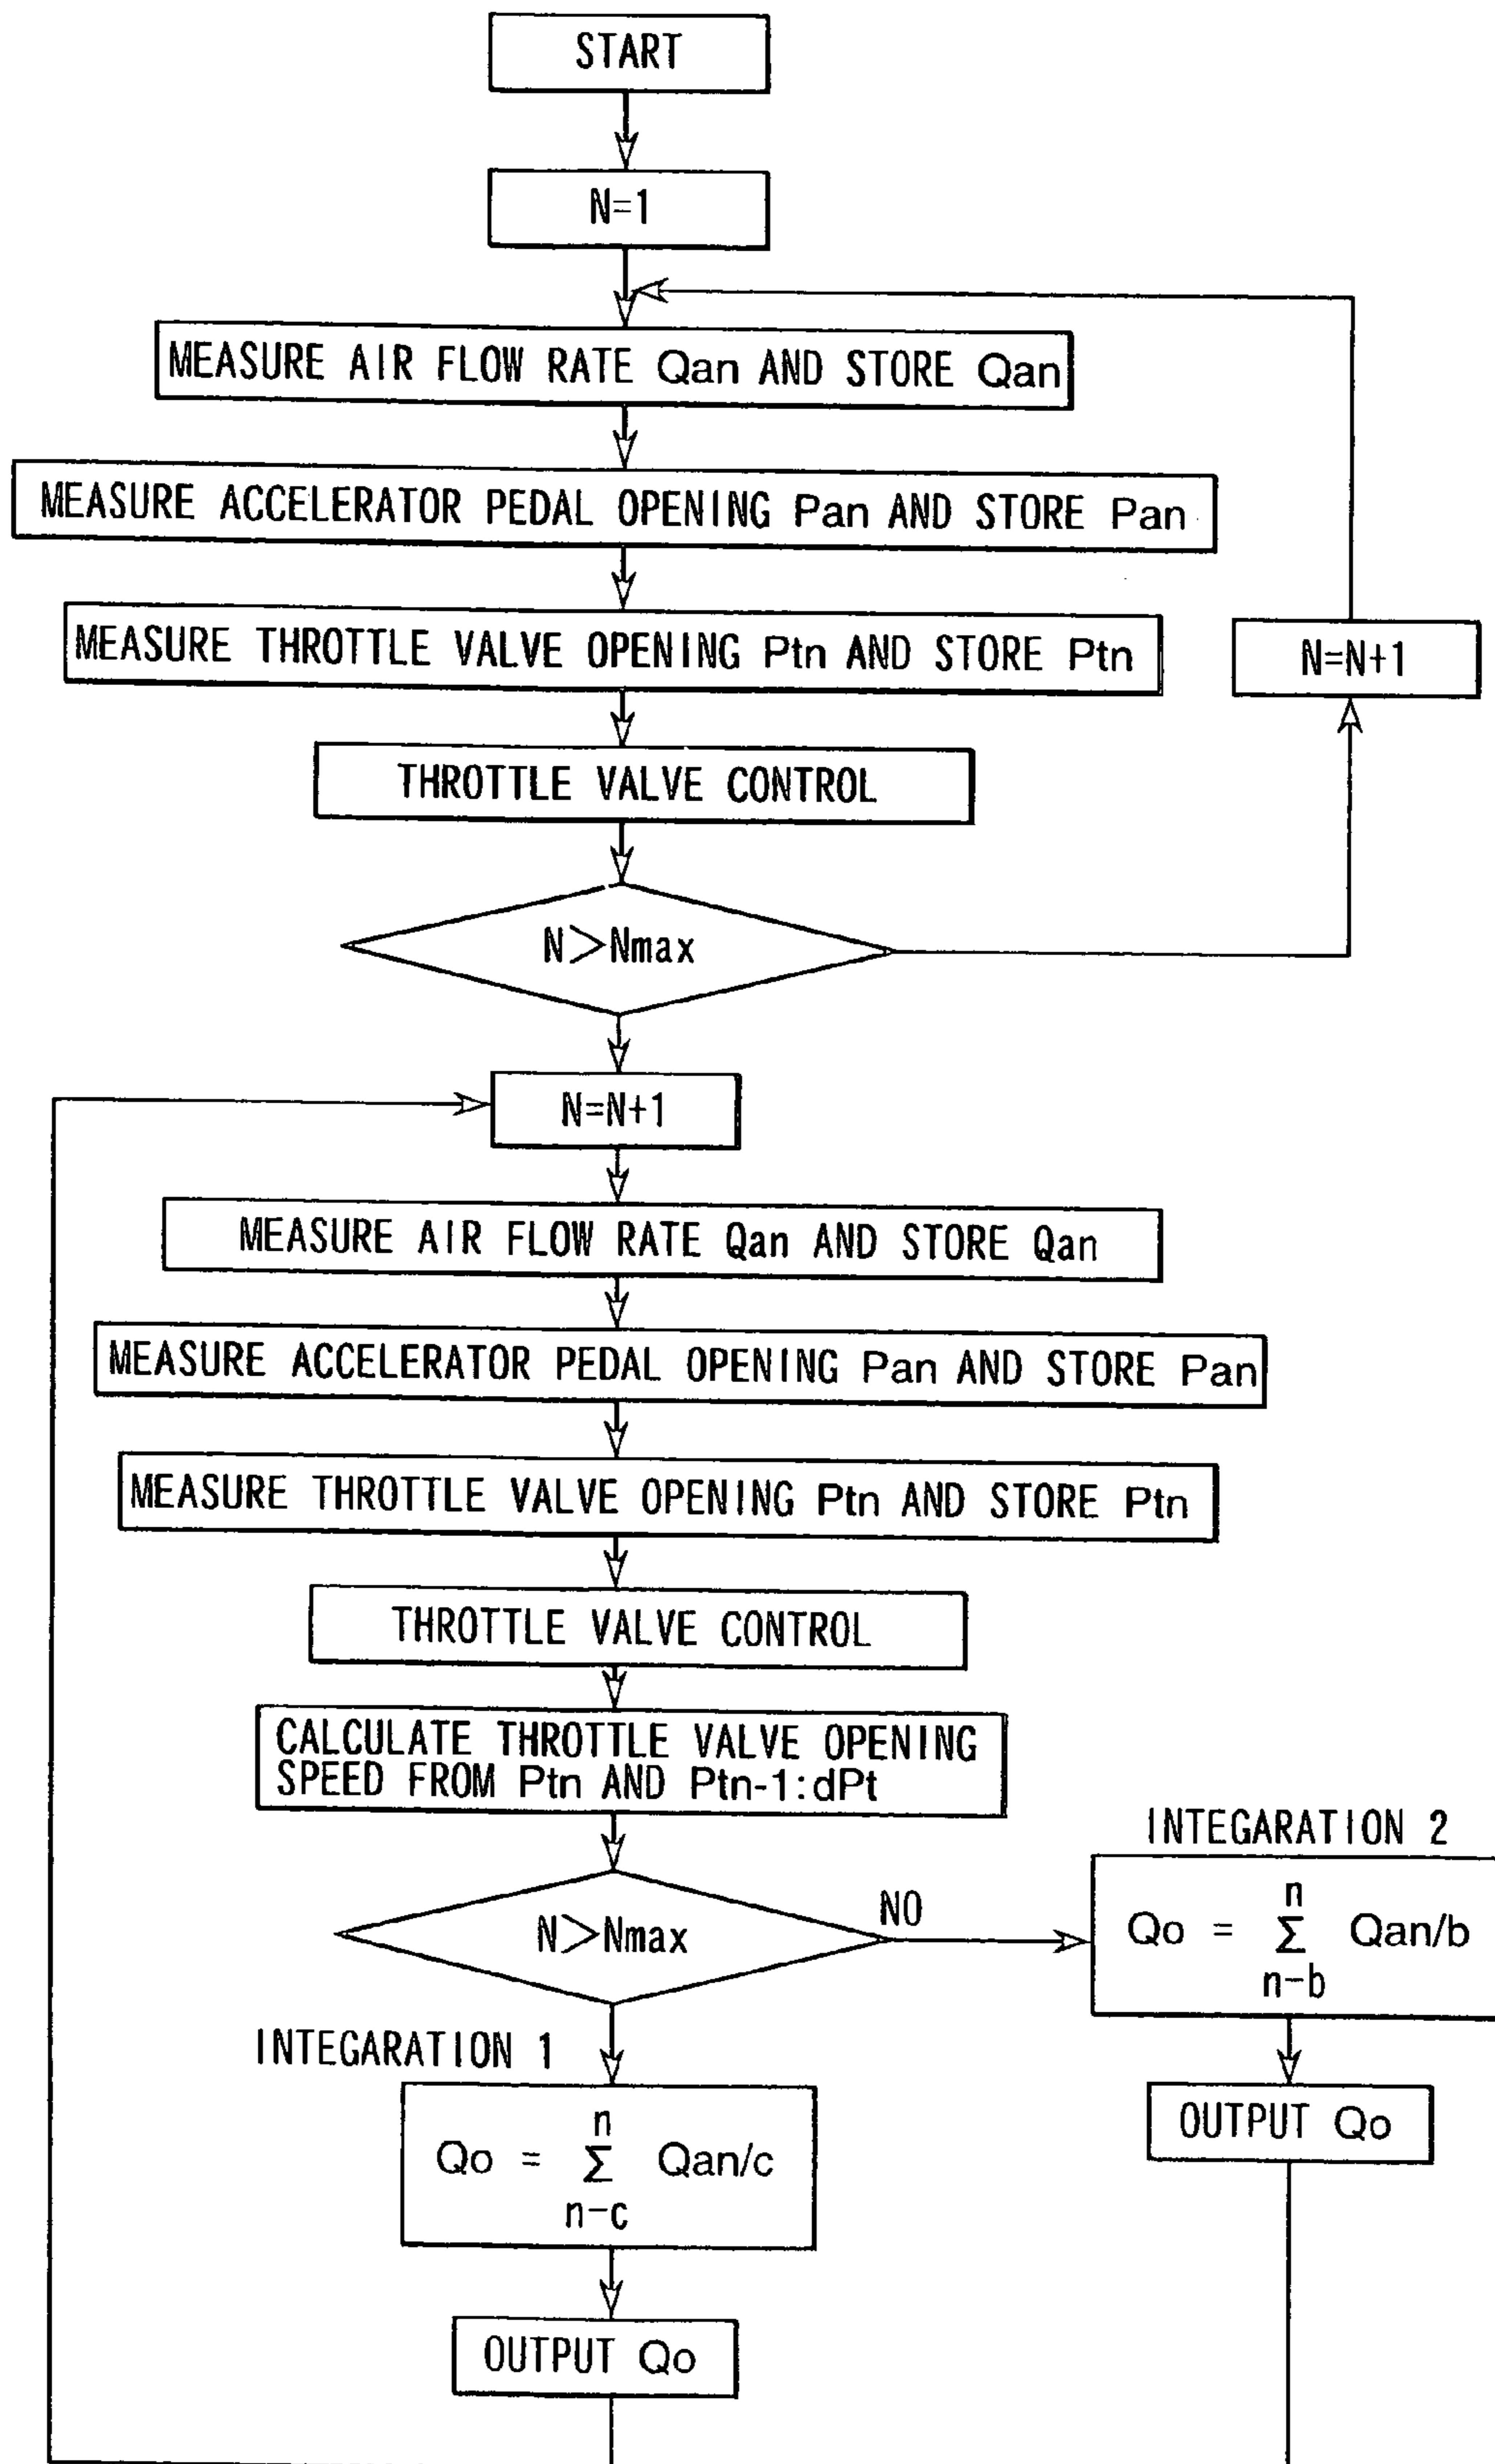 START
N=1
MEASURE AIR FLOW RATE Qan AND STORE Qan
MEASURE ACCELERATOR PEDAL OPENING Pan AND STORE Pan
MEASURE THROTTLE VALVE OPENING Ptn AND STORE Ptn
N=N+1
THROTTLE VALVE CONTROL
N>Nmax
N=N+1
MEASURE AIR FLOW RATE Qan AND STORE Qan
MEASURE ACCELERATOR PEDAL OPENING Pan AND STORE Pan
MEASURE THROTTLE VALVE OPENING Ptn AND STORE Ptn
THROTTLE VALVE CONTROL
CALCULATE THROTTLE VALVE OPENING
SPEED FROM Ptn AND Ptn-1:dPt
N>Nmax
NO
INTEGARATION 2
n
Qo = Σ Qan/b
n-b
OUTPUT Qo
INTEGARATION 1
n
Qo = Σ Qan/c
n-c
OUTPUT Qo